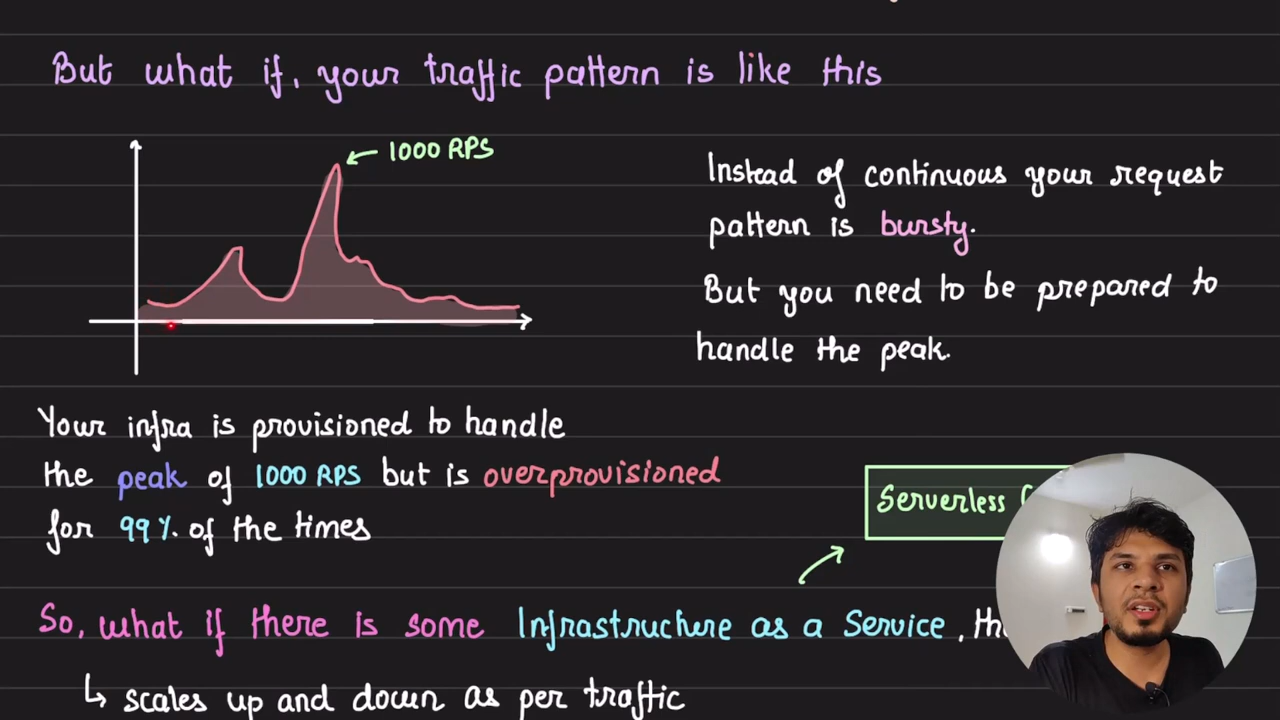 But what if, your traffic pattern is like this
1000 RPS
Instead of continuous your request
pattern is bursty.
But you need to be prepared to
handle the peak.
Your infra is provisioned to handle
the peak of 1000 RPS but is overprovisioned
for 99%. of the times
Serverless
So, what if there is some Infrastructure as a Service,
↳ scales up and down as per traffic